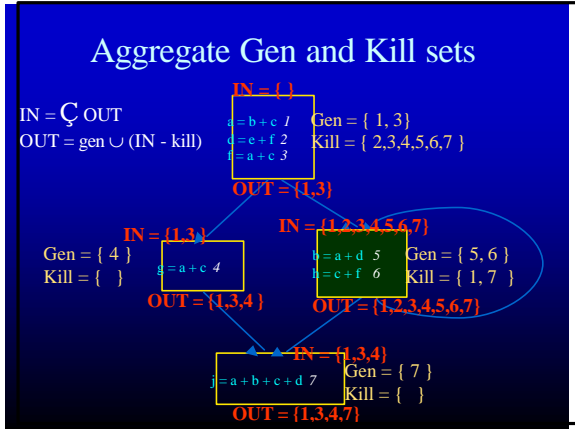 Aggregate Gen and Kill sets
IN = { }
IN = Ç OUT
OUT = gen ∪ (IN - kill)
a = b + c 1
d = e + f 2
f = a + c 3
Gen = { 1, 3}
Kill = { 2,3,4,5,6,7 }
OUT = {1,3}
IN = {1,3 }
Gen = { 4 }
Kill = { }
g = a + c 4
OUT = {1,3,4 }
IN = {1,2,3,4,5,6,7}
b = a + d 5
h = c + f 6
Gen = { 5, 6 }
Kill = { 1, 7 }
OUT = {1,2,3,4,5,6,7}
IN = {1,3,4}
j = a + b + c + d 7
Gen = { 7 }
Kill = { }
OUT = {1,3,4,7}